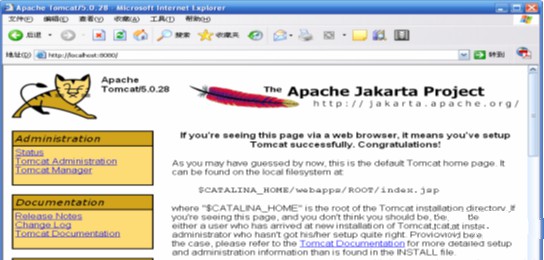 Apache Tomcat/5.0.28 - Microsoft Internet Explorer
文件(F) 编辑(E) 查看(V) 收藏(A) 工具(T) 帮助(H)
后退 搜索 收藏夹
地址(D) http://localhost:8080/ 转到
Apache
Tomcat/5.0.28
The Apache Jakarta Project
http://jakarta.apache.org/
Administration
Status
Tomcat Administration
Tomcat Manager
Documentation
Release Notes
Change Log
Tomcat Documentation
If you're seeing this page via a web browser, it means you've setup
Tomcat successfully. Congratulations!
As you may have guessed by now, this is the default Tomcat home page. It
can be found on the local filesystem at:
$CATALINA_HOME/webapps/ROOT/index.jsp
where "$CATALINA_HOME" is the root of the Tomcat installation directory. If
you're seeing this page, and you don't think you should be, the
either a user who has arrived at new installation of Tomcat,
administrator who hasn't got his/her setup quite right.
the case, please refer to the Tomcat Documentation for more detailed setup
and administration information than is found in the INSTALL file.